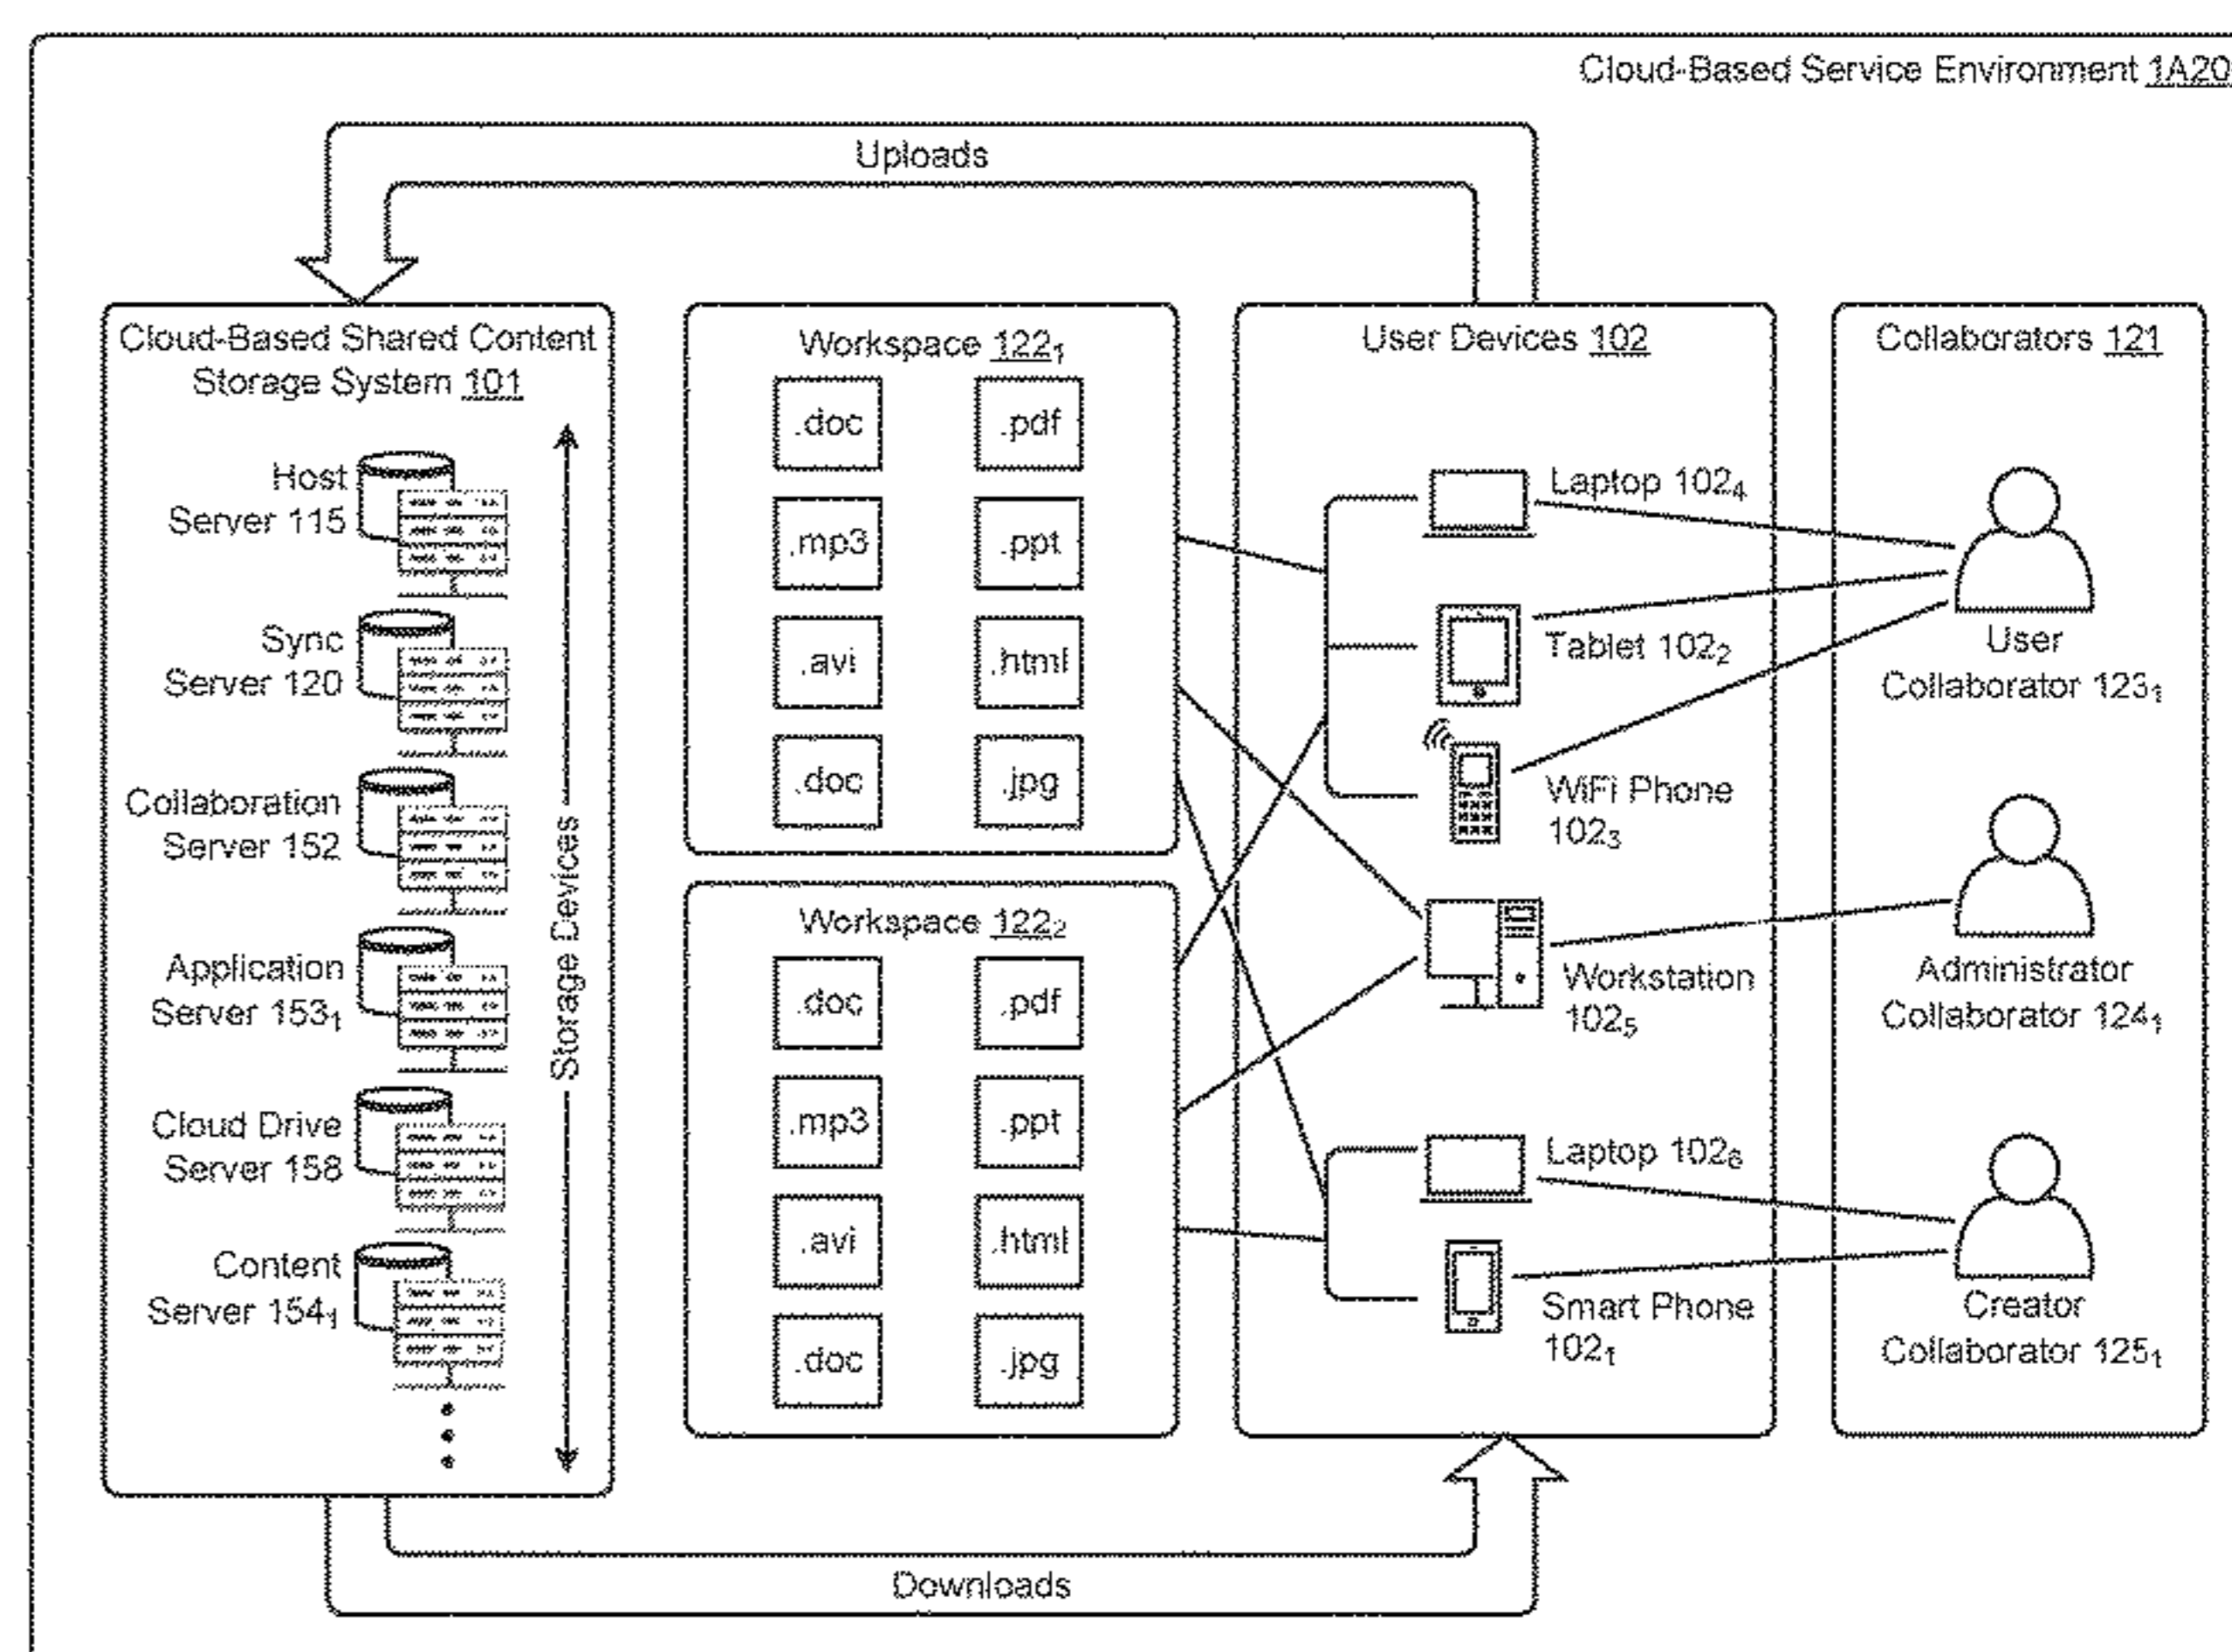 Cloud-Based Service Environment 1A20
Uploads
Cloud-Based Shared Content
Storage System 101
Host
Server 115
Sync
Server 120
Collaboration
Server 152
Application
Server 153₁
Cloud Drive
Server 158
Content
Server 154₁
Storage Devices
Workspace 122₁
.doc .pdf
.mp3 .ppt
.avi .html
.doc .jpg
Workspace 122₂
.doc .pdf
.mp3 .ppt
.avi .html
.doc .jpg
User Devices 102
Laptop 102₄
Tablet 102₂
WiFi Phone
102₃
Workstation
102₅
Laptop 102₆
Smart Phone
102₁
Collaborators 121
User
Collaborator 123₁
Administrator
Collaborator 124₁
Creator
Collaborator 125₁
Downloads